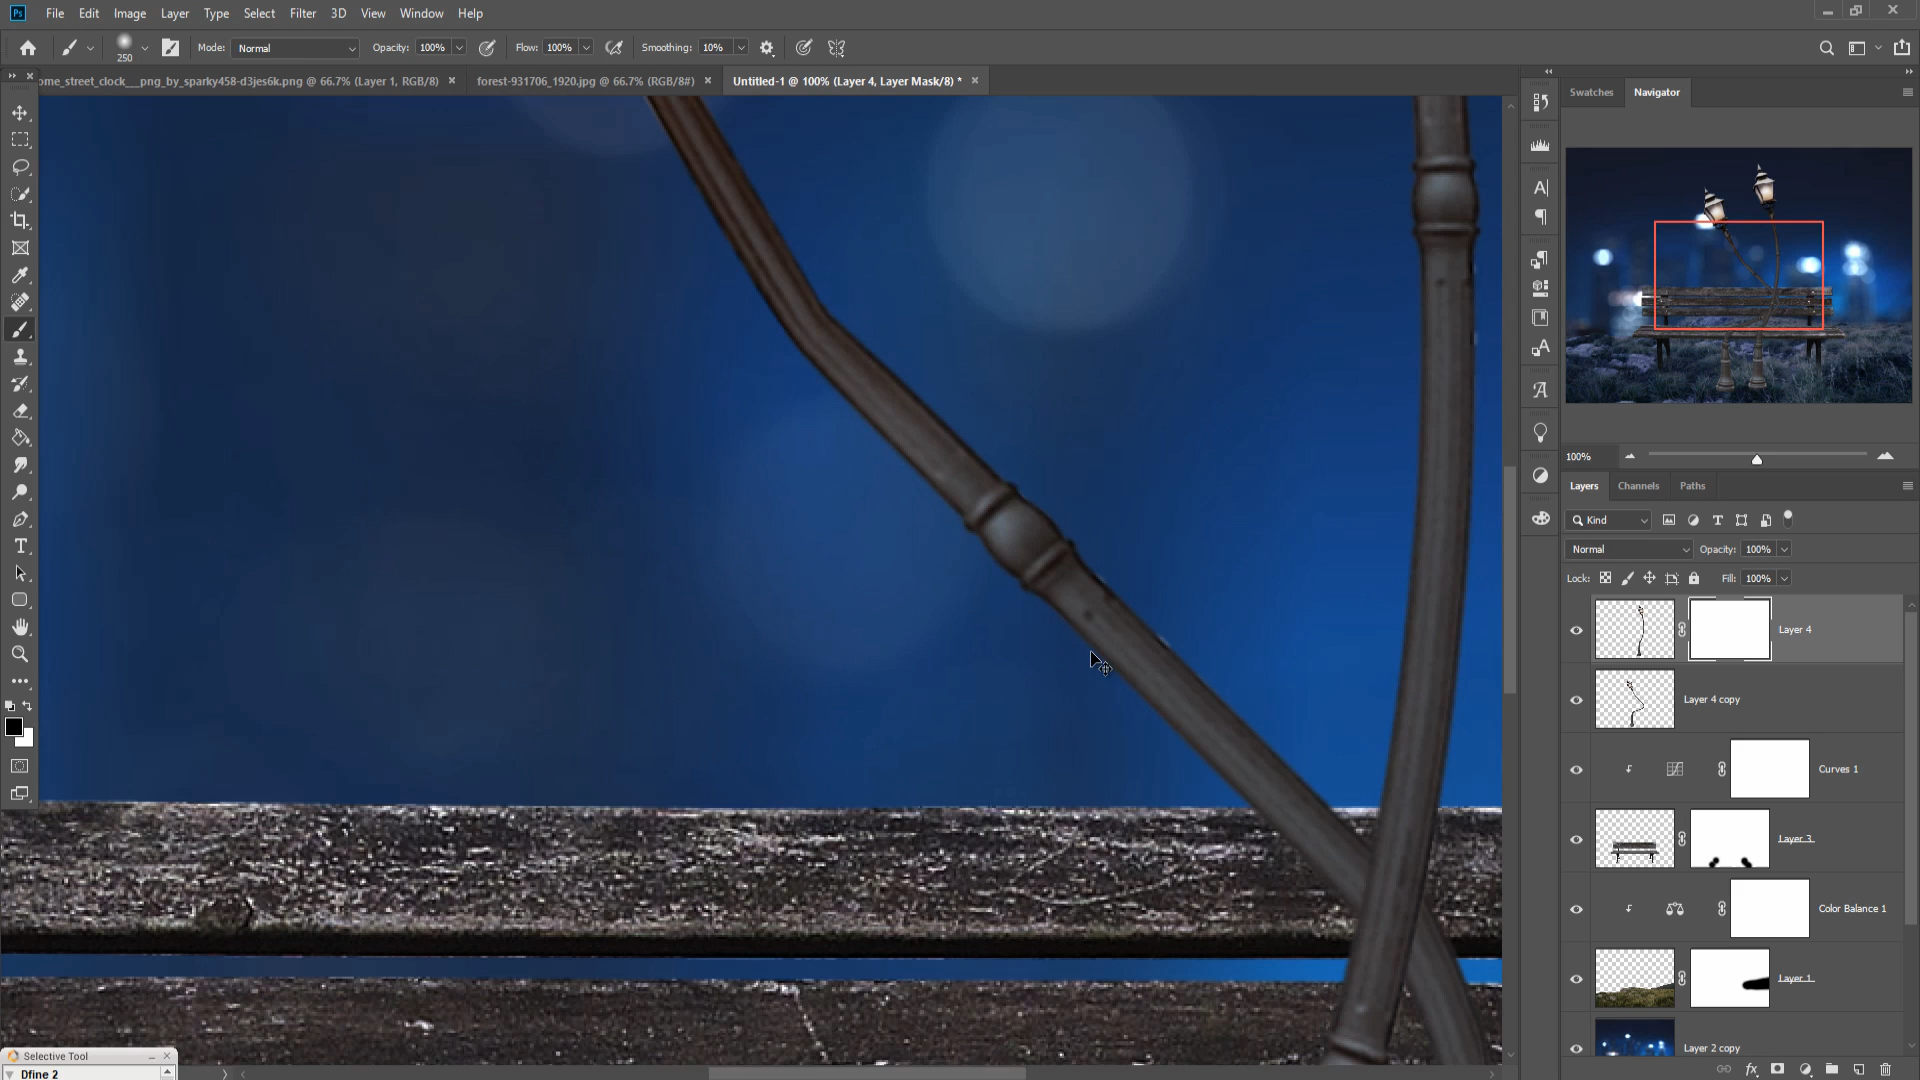 Ps File Edit Image Layer Type Select Filter 3D View Window Help
250 Mode: Normal Opacity: 100% Flow: 100% Smoothing: 10%
ome_street_clock___png_by_sparky458-d3jes6k.png @ 66.7% (Layer 1, RGB/8) forest-931706_1920.jpg @ 66.7% (RGB/8#) Untitled-1 @ 100% (Layer 4, Layer Mask/8) *
Swatches Navigator
100%
Layers Channels Paths
Kind
Normal Opacity: 100%
Lock: Fill: 100%
Layer 4
Layer 4 copy
Curves 1
Layer 3
Color Balance 1
Layer 1
Layer 2 copy
Selective Tool
Dfine 2